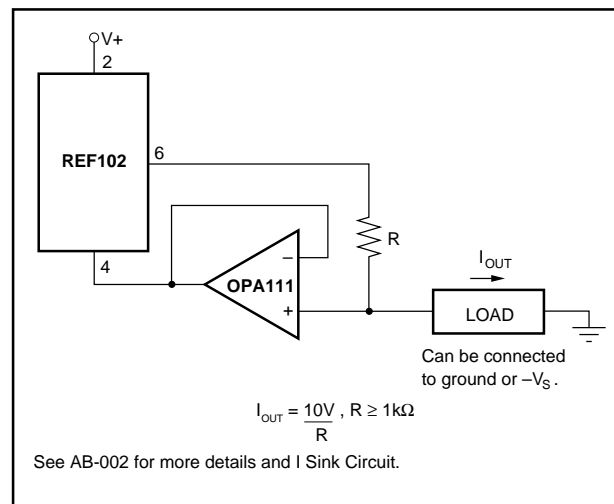 V+
2
REF102
6
4
–
OPA111
+
R
I_OUT
LOAD
Can be connected
to ground or –V_S.
I_OUT = 10V/R , R ≥ 1kΩ
See AB-002 for more details and I Sink Circuit.